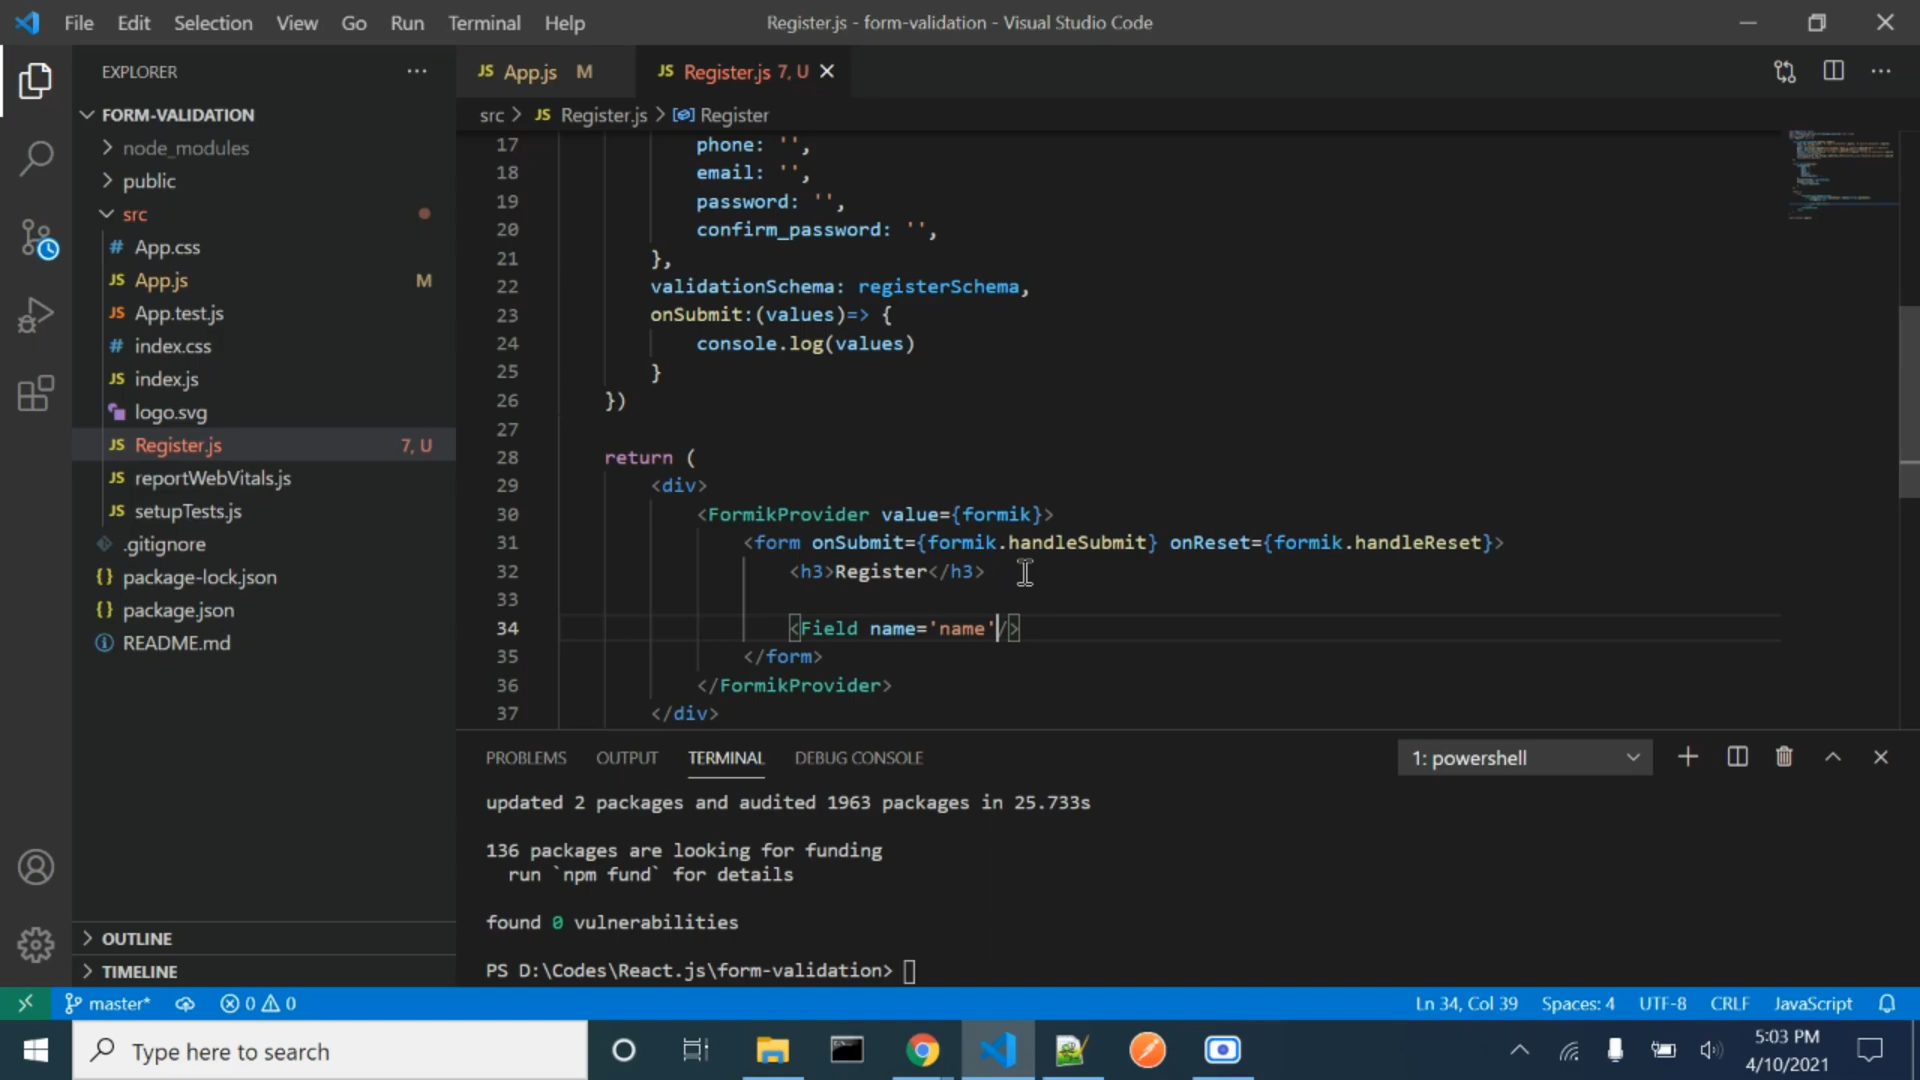 File Edit Selection View Go Run Terminal Help
Register.js - form-validation - Visual Studio Code
EXPLORER
FORM-VALIDATION
node_modules
public
src
# App.css
JS App.js M
JS App.test.js
# index.css
JS index.js
logo.svg
JS Register.js 7, U
JS reportWebVitals.js
JS setupTests.js
.gitignore
{} package-lock.json
{} package.json
README.md
OUTLINE
TIMELINE
JS App.js M
JS Register.js 7, U
src > JS Register.js > Register
17 phone: '',
18 email: '',
19 password: '',
20 confirm_password: '',
21 },
22 validationSchema: registerSchema,
23 onSubmit:(values)=> {
24 console.log(values)
25 }
26 })
27
28 return (
29 <div>
30 <FormikProvider value={formik}>
31 <form onSubmit={formik.handleSubmit} onReset={formik.handleReset}>
32 <h3>Register</h3>
33
34 <Field name='name'/>
35 </form>
36 </FormikProvider>
37 </div>
PROBLEMS OUTPUT TERMINAL DEBUG CONSOLE
1: powershell
updated 2 packages and audited 1963 packages in 25.733s
136 packages are looking for funding
run `npm fund` for details
found 0 vulnerabilities
PS D:\Codes\React.js\form-validation>
master* 0 0
Ln 34, Col 39 Spaces: 4 UTF-8 CRLF JavaScript
Type here to search
5:03 PM
4/10/2021